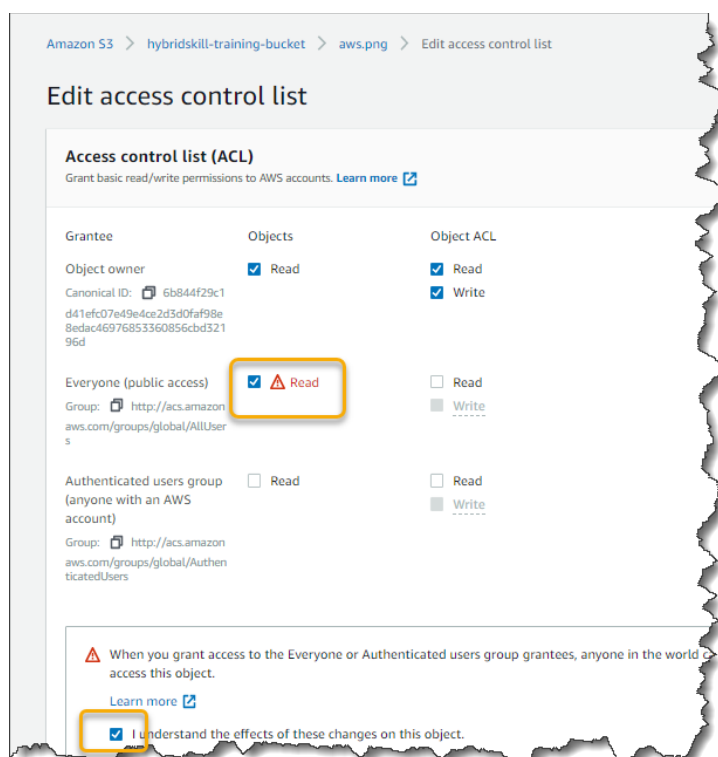 Amazon S3 > hybridskill-training-bucket > aws.png > Edit access control list
Edit access control list
Access control list (ACL)
Grant basic read/write permissions to AWS accounts. Learn more
Grantee Objects Object ACL
Object owner Read Read
Canonical ID: 6b844f29c1 Write
d41efc07e49e4ce2d3d0faf98e
8edac46976853360856cbd321
96d
Everyone (public access) Read Read
Group: http://acs.amazon Write
aws.com/groups/global/AllUser
s
Authenticated users group Read Read
(anyone with an AWS Write
account)
Group: http://acs.amazon
aws.com/groups/global/Authen
ticatedUsers
When you grant access to the Everyone or Authenticated users group grantees, anyone in the world
access this object.
Learn more
I understand the effects of these changes on this object.